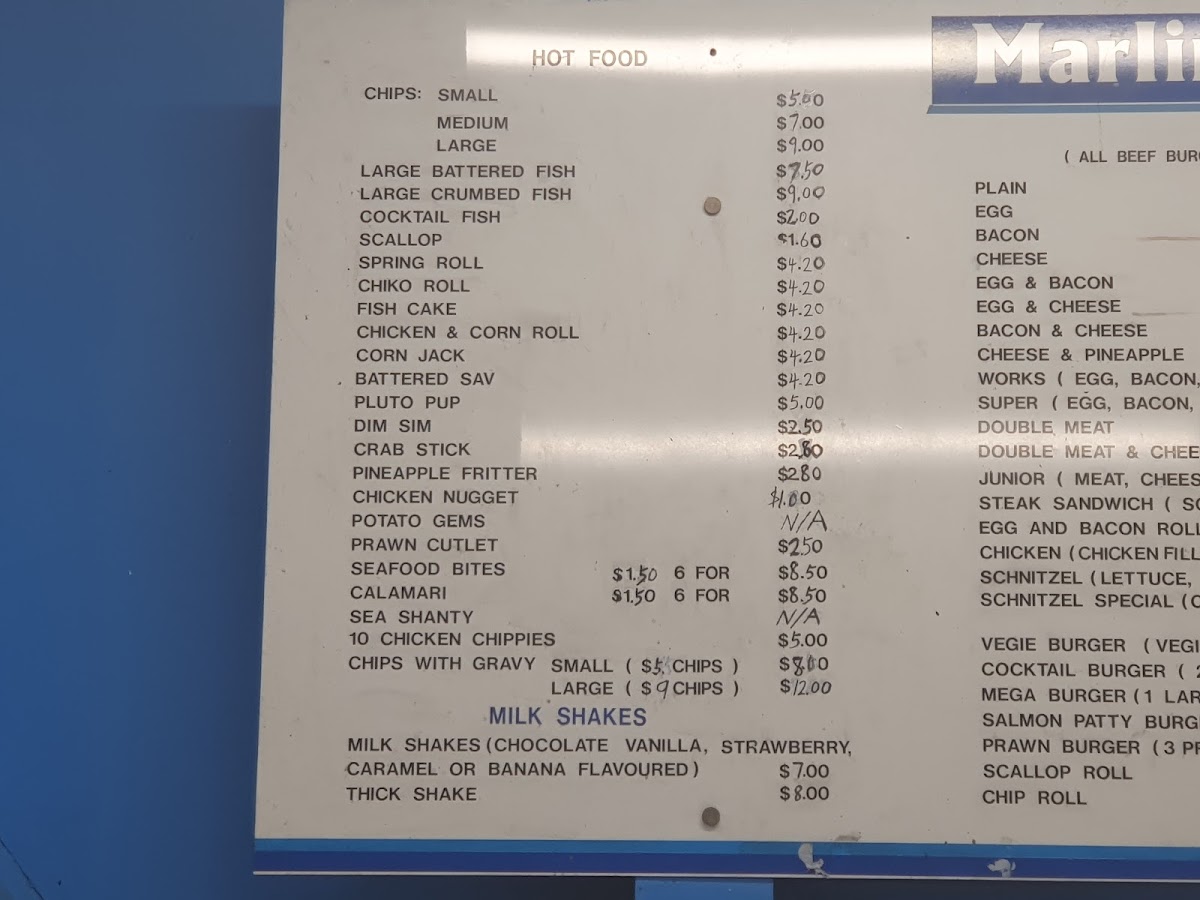 HOT FOOD
CHIPS: SMALL $5.00
MEDIUM $7.00
LARGE $9.00
LARGE BATTERED FISH $7.50
LARGE CRUMBED FISH $9.00
COCKTAIL FISH $2.00
SCALLOP $1.60
SPRING ROLL $4.20
CHIKO ROLL $4.20
FISH CAKE $4.20
CHICKEN & CORN ROLL $4.20
CORN JACK $4.20
BATTERED SAV $4.20
PLUTO PUP $5.00
DIM SIM $2.50
CRAB STICK $2.80
PINEAPPLE FRITTER $2.80
CHICKEN NUGGET $1.00
POTATO GEMS N/A
PRAWN CUTLET $2.50
SEAFOOD BITES $1.50 6 FOR $8.50
CALAMARI $1.50 6 FOR $8.50
SEA SHANTY N/A
10 CHICKEN CHIPPIES $5.00
CHIPS WITH GRAVY SMALL ( $5. CHIPS ) $8.00
LARGE ( $9 CHIPS ) $12.00
MILK SHAKES
MILK SHAKES (CHOCOLATE VANILLA, STRAWBERRY,
CARAMEL OR BANANA FLAVOURED) $7.00
THICK SHAKE $8.00
Marli
( ALL BEEF BUR
PLAIN
EGG
BACON
CHEESE
EGG & BACON
EGG & CHEESE
BACON & CHEESE
CHEESE & PINEAPPLE
WORKS ( EGG, BACON,
SUPER ( EGG, BACON,
DOUBLE MEAT
DOUBLE MEAT & CHEE
JUNIOR ( MEAT, CHEES
STEAK SANDWICH ( SC
EGG AND BACON ROLL
CHICKEN (CHICKEN FILL
SCHNITZEL (LETTUCE,
SCHNITZEL SPECIAL (C
VEGIE BURGER (VEGI
COCKTAIL BURGER ( 2
MEGA BURGER (1 LAR
SALMON PATTY BURG
PRAWN BURGER (3 PR
SCALLOP ROLL
CHIP ROLL